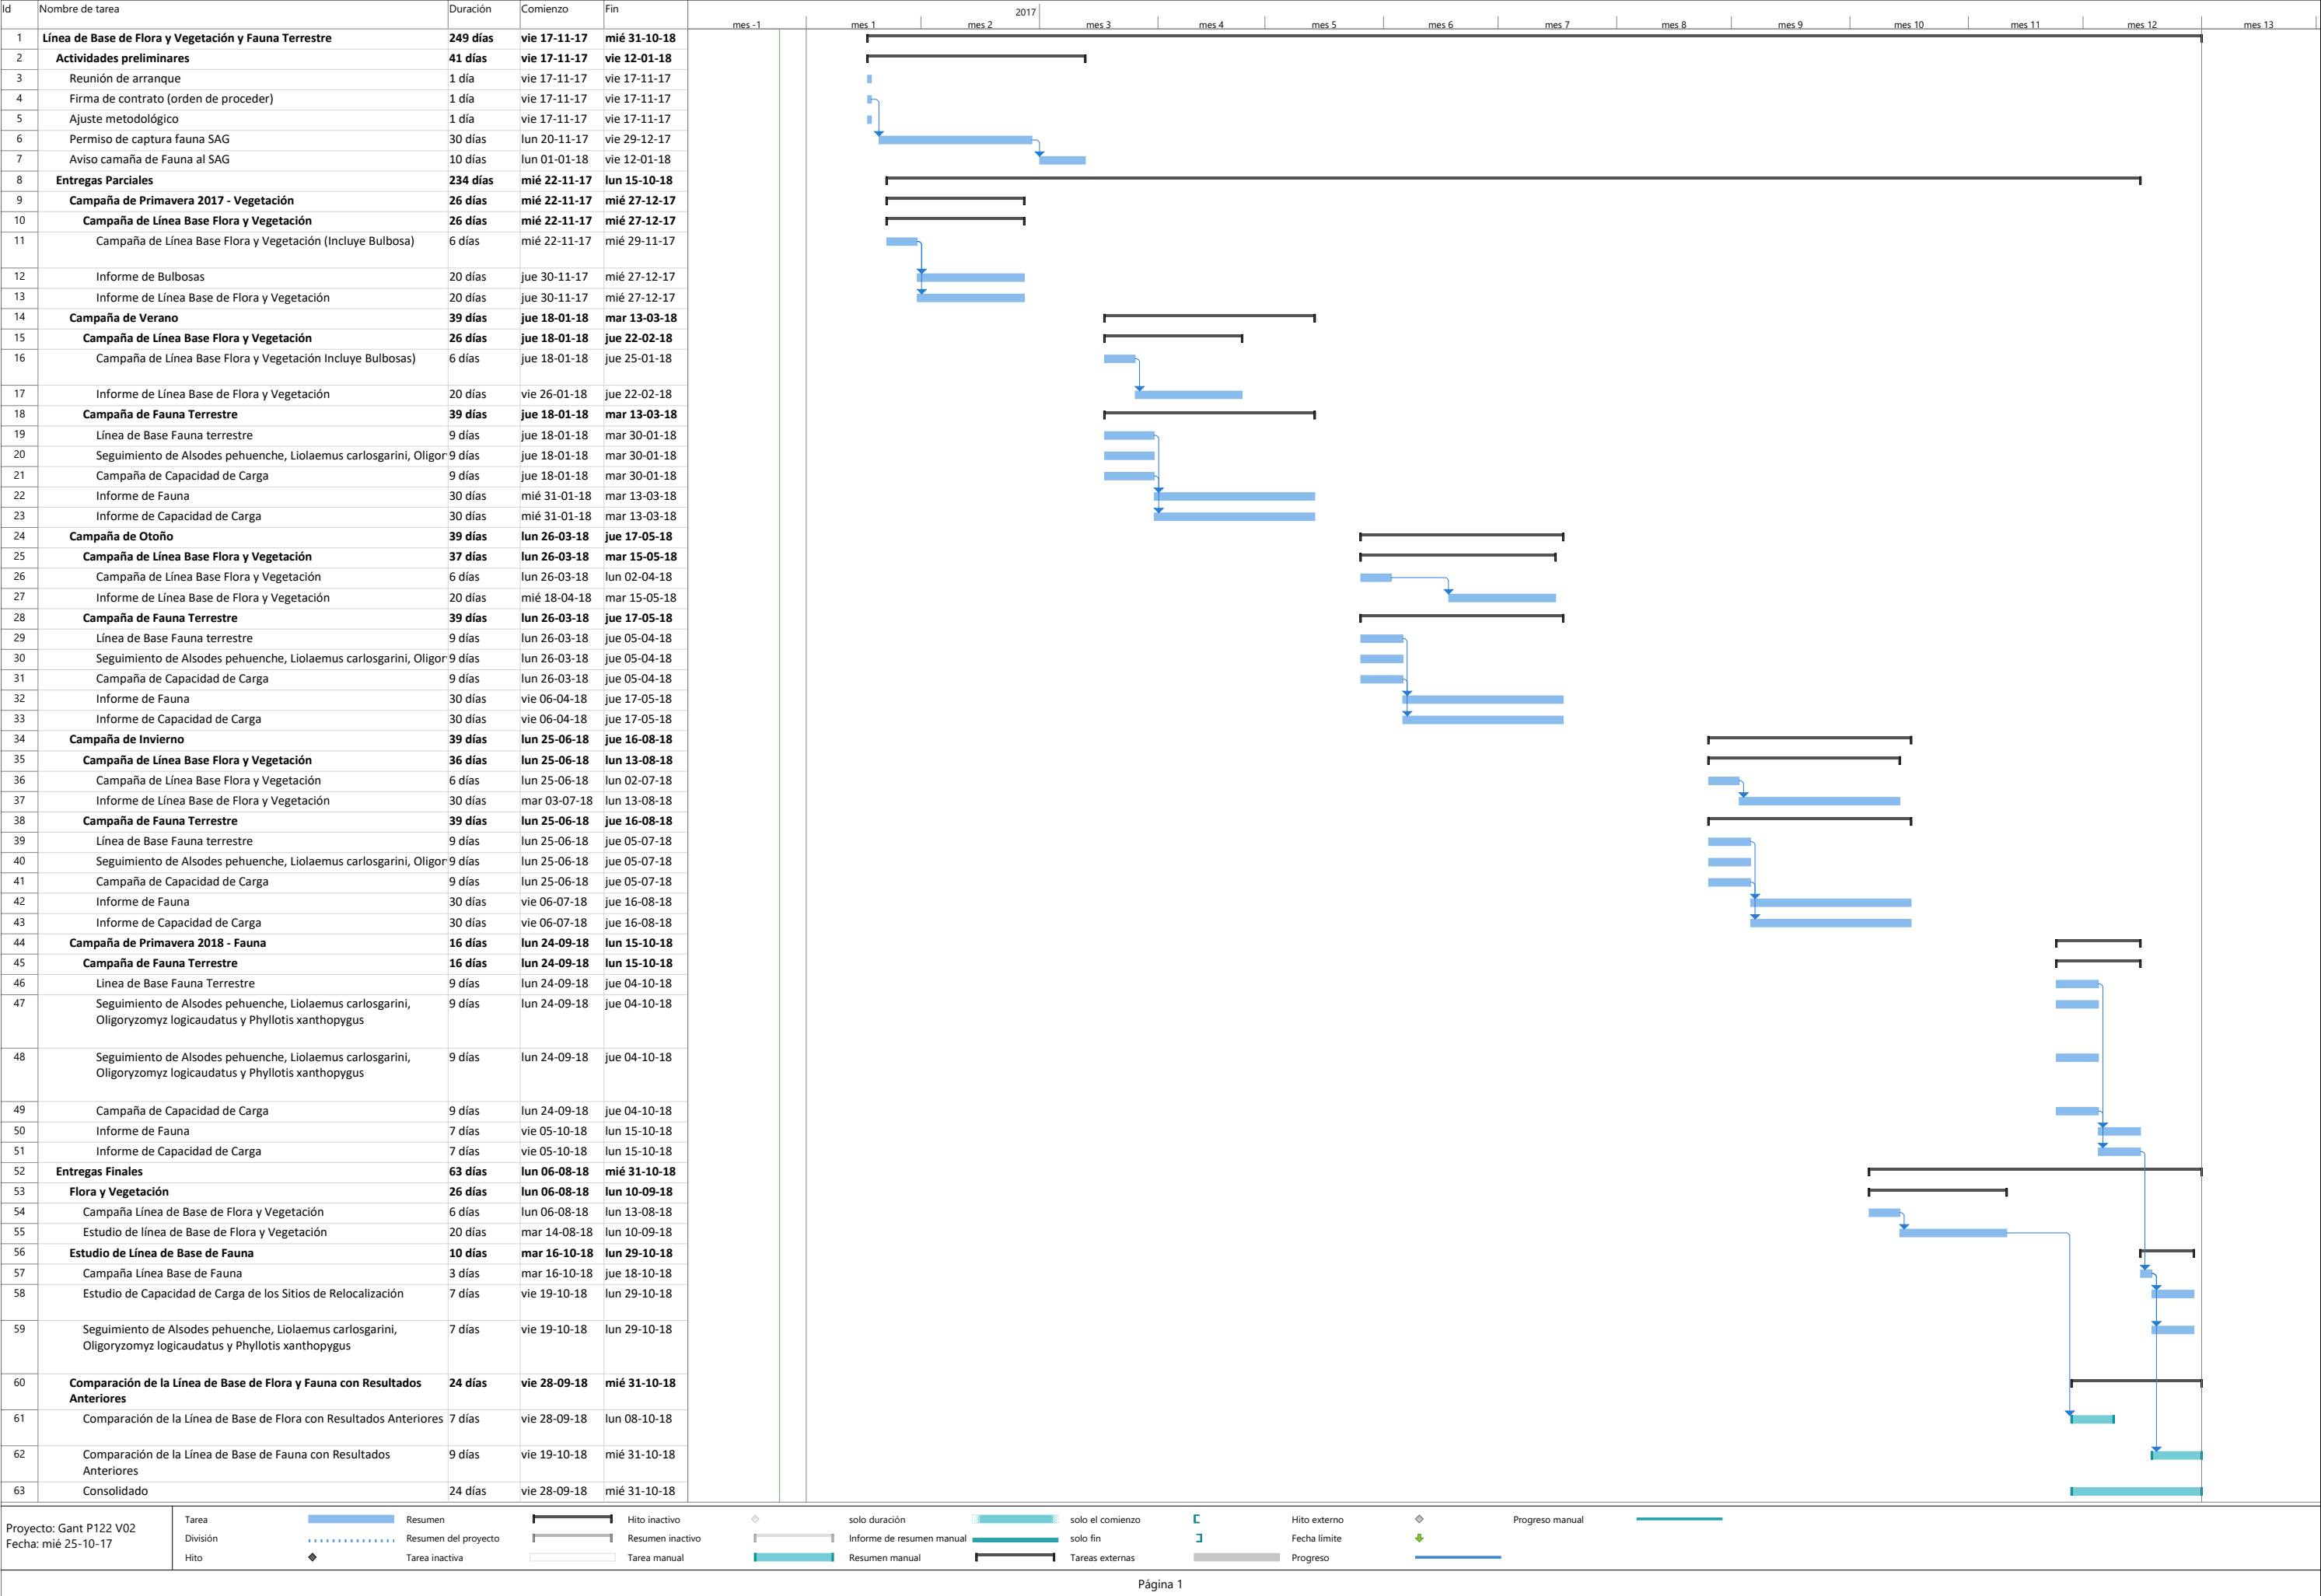 Id Nombre de tarea Duración Comienzo Fin
2017
mes -1 mes 1 mes 2 mes 3 mes 4 mes 5 mes 6 mes 7 mes 8 mes 9 mes 10 mes 11 mes 12 mes 13
1 Línea de Base de Flora y Vegetación y Fauna Terrestre 249 días vie 17-11-17 mié 31-10-18
2 Actividades preliminares 41 días vie 17-11-17 vie 12-01-18
3 Reunión de arranque 1 día vie 17-11-17 vie 17-11-17
4 Firma de contrato (orden de proceder) 1 día vie 17-11-17 vie 17-11-17
5 Ajuste metodológico 1 día vie 17-11-17 vie 17-11-17
6 Permiso de captura fauna SAG 30 días lun 20-11-17 vie 29-12-17
7 Aviso camaña de Fauna al SAG 10 días lun 01-01-18 vie 12-01-18
8 Entregas Parciales 234 días mié 22-11-17 lun 15-10-18
9 Campaña de Primavera 2017 - Vegetación 26 días mié 22-11-17 mié 27-12-17
10 Campaña de Línea Base Flora y Vegetación 26 días mié 22-11-17 mié 27-12-17
11 Campaña de Línea Base Flora y Vegetación (Incluye Bulbosa) 6 días mié 22-11-17 mié 29-11-17
12 Informe de Bulbosas 20 días jue 30-11-17 mié 27-12-17
13 Informe de Línea Base de Flora y Vegetación 20 días jue 30-11-17 mié 27-12-17
14 Campaña de Verano 39 días jue 18-01-18 mar 13-03-18
15 Campaña de Línea Base Flora y Vegetación 26 días jue 18-01-18 jue 22-02-18
16 Campaña de Línea Base Flora y Vegetación Incluye Bulbosas) 6 días jue 18-01-18 jue 25-01-18
17 Informe de Línea Base de Flora y Vegetación 20 días vie 26-01-18 jue 22-02-18
18 Campaña de Fauna Terrestre 39 días jue 18-01-18 mar 13-03-18
19 Línea de Base Fauna terrestre 9 días jue 18-01-18 mar 30-01-18
20 Seguimiento de Alsodes pehuenche, Liolaemus carlosgarini, Oligor 9 días jue 18-01-18 mar 30-01-18
21 Campaña de Capacidad de Carga 9 días jue 18-01-18 mar 30-01-18
22 Informe de Fauna 30 días mié 31-01-18 mar 13-03-18
23 Informe de Capacidad de Carga 30 días mié 31-01-18 mar 13-03-18
24 Campaña de Otoño 39 días lun 26-03-18 jue 17-05-18
25 Campaña de Línea Base Flora y Vegetación 37 días lun 26-03-18 mar 15-05-18
26 Campaña de Línea Base Flora y Vegetación 6 días lun 26-03-18 lun 02-04-18
27 Informe de Línea Base de Flora y Vegetación 20 días mié 18-04-18 mar 15-05-18
28 Campaña de Fauna Terrestre 39 días lun 26-03-18 jue 17-05-18
29 Línea de Base Fauna terrestre 9 días lun 26-03-18 jue 05-04-18
30 Seguimiento de Alsodes pehuenche, Liolaemus carlosgarini, Oligor 9 días lun 26-03-18 jue 05-04-18
31 Campaña de Capacidad de Carga 9 días lun 26-03-18 jue 05-04-18
32 Informe de Fauna 30 días vie 06-04-18 jue 17-05-18
33 Informe de Capacidad de Carga 30 días vie 06-04-18 jue 17-05-18
34 Campaña de Invierno 39 días lun 25-06-18 jue 16-08-18
35 Campaña de Línea Base Flora y Vegetación 36 días lun 25-06-18 lun 13-08-18
36 Campaña de Línea Base Flora y Vegetación 6 días lun 25-06-18 lun 02-07-18
37 Informe de Línea Base de Flora y Vegetación 30 días mar 03-07-18 lun 13-08-18
38 Campaña de Fauna Terrestre 39 días lun 25-06-18 jue 16-08-18
39 Línea de Base Fauna terrestre 9 días lun 25-06-18 jue 05-07-18
40 Seguimiento de Alsodes pehuenche, Liolaemus carlosgarini, Oligor 9 días lun 25-06-18 jue 05-07-18
41 Campaña de Capacidad de Carga 9 días lun 25-06-18 jue 05-07-18
42 Informe de Fauna 30 días vie 06-07-18 jue 16-08-18
43 Informe de Capacidad de Carga 30 días vie 06-07-18 jue 16-08-18
44 Campaña de Primavera 2018 - Fauna 16 días lun 24-09-18 lun 15-10-18
45 Campaña de Fauna Terrestre 16 días lun 24-09-18 lun 15-10-18
46 Linea de Base Fauna Terrestre 9 días lun 24-09-18 jue 04-10-18
47 Seguimiento de Alsodes pehuenche, Liolaemus carlosgarini, 9 días lun 24-09-18 jue 04-10-18
Oligoryzomyz logicaudatus y Phyllotis xanthopygus
48 Seguimiento de Alsodes pehuenche, Liolaemus carlosgarini, 9 días lun 24-09-18 jue 04-10-18
Oligoryzomyz logicaudatus y Phyllotis xanthopygus
49 Campaña de Capacidad de Carga 9 días lun 24-09-18 jue 04-10-18
50 Informe de Fauna 7 días vie 05-10-18 lun 15-10-18
51 Informe de Capacidad de Carga 7 días vie 05-10-18 lun 15-10-18
52 Entregas Finales 63 días lun 06-08-18 mié 31-10-18
53 Flora y Vegetación 26 días lun 06-08-18 lun 10-09-18
54 Campaña Línea de Base de Flora y Vegetación 6 días lun 06-08-18 lun 13-08-18
55 Estudio de línea de Base de Flora y Vegetación 20 días mar 14-08-18 lun 10-09-18
56 Estudio de Línea de Base de Fauna 10 días mar 16-10-18 lun 29-10-18
57 Campaña Línea Base de Fauna 3 días mar 16-10-18 jue 18-10-18
58 Estudio de Capacidad de Carga de los Sitios de Relocalización 7 días vie 19-10-18 lun 29-10-18
59 Seguimiento de Alsodes pehuenche, Liolaemus carlosgarini, 7 días vie 19-10-18 lun 29-10-18
Oligoryzomyz logicaudatus y Phyllotis xanthopygus
60 Comparación de la Línea de Base de Flora y Fauna con Resultados 24 días vie 28-09-18 mié 31-10-18
Anteriores
61 Comparación de la Línea de Base de Flora con Resultados Anteriores 7 días vie 28-09-18 lun 08-10-18
62 Comparación de la Línea de Base de Fauna con Resultados 9 días vie 19-10-18 mié 31-10-18
Anteriores
63 Consolidado 24 días vie 28-09-18 mié 31-10-18
Proyecto: Gant P122 V02
Fecha: mié 25-10-17
Tarea Resumen Hito inactivo solo duración solo el comienzo Hito externo Progreso manual
División Resumen del proyecto Resumen inactivo Informe de resumen manual solo fin Fecha límite
Hito Tarea inactiva Tarea manual Resumen manual Tareas externas Progreso
Página 1